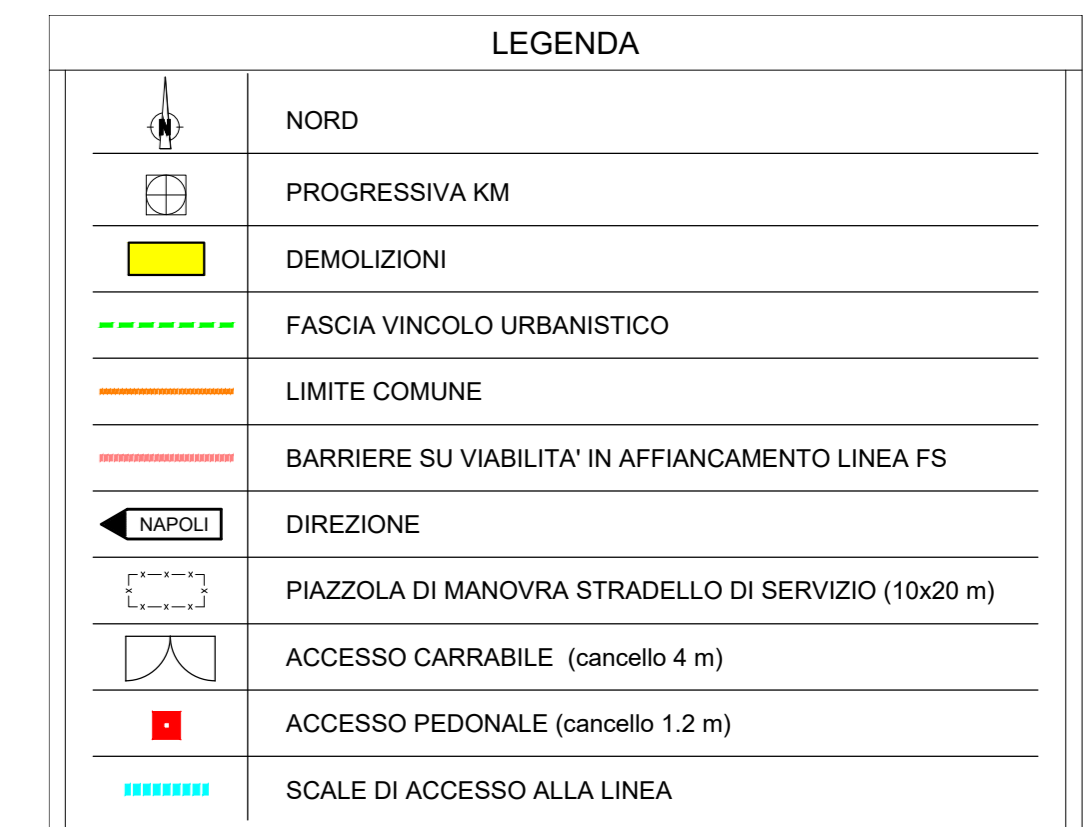 LEGENDA
N NORD
PROGRESSIVA KM
DEMOLIZIONI
FASCIA VINCOLO URBANISTICO
LIMITE COMUNE
BARRIERE SU VIABILITA' IN AFFIANCAMENTO LINEA FS
NAPOLI DIREZIONE
PIAZZOLA DI MANOVRA STRADELLO DI SERVIZIO (10x20 m)
ACCESSO CARRABILE (cancello 4 m)
ACCESSO PEDONALE (cancello 1.2 m)
SCALE DI ACCESSO ALLA LINEA